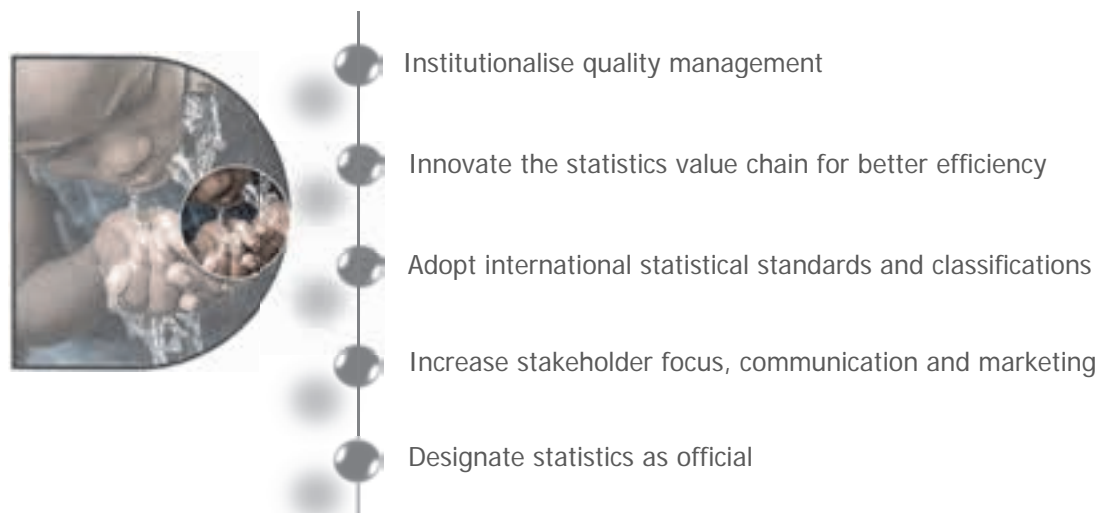 Institutionalise quality management
Innovate the statistics value chain for better efficiency
Adopt international statistical standards and classifications
Increase stakeholder focus, communication and marketing
Designate statistics as official